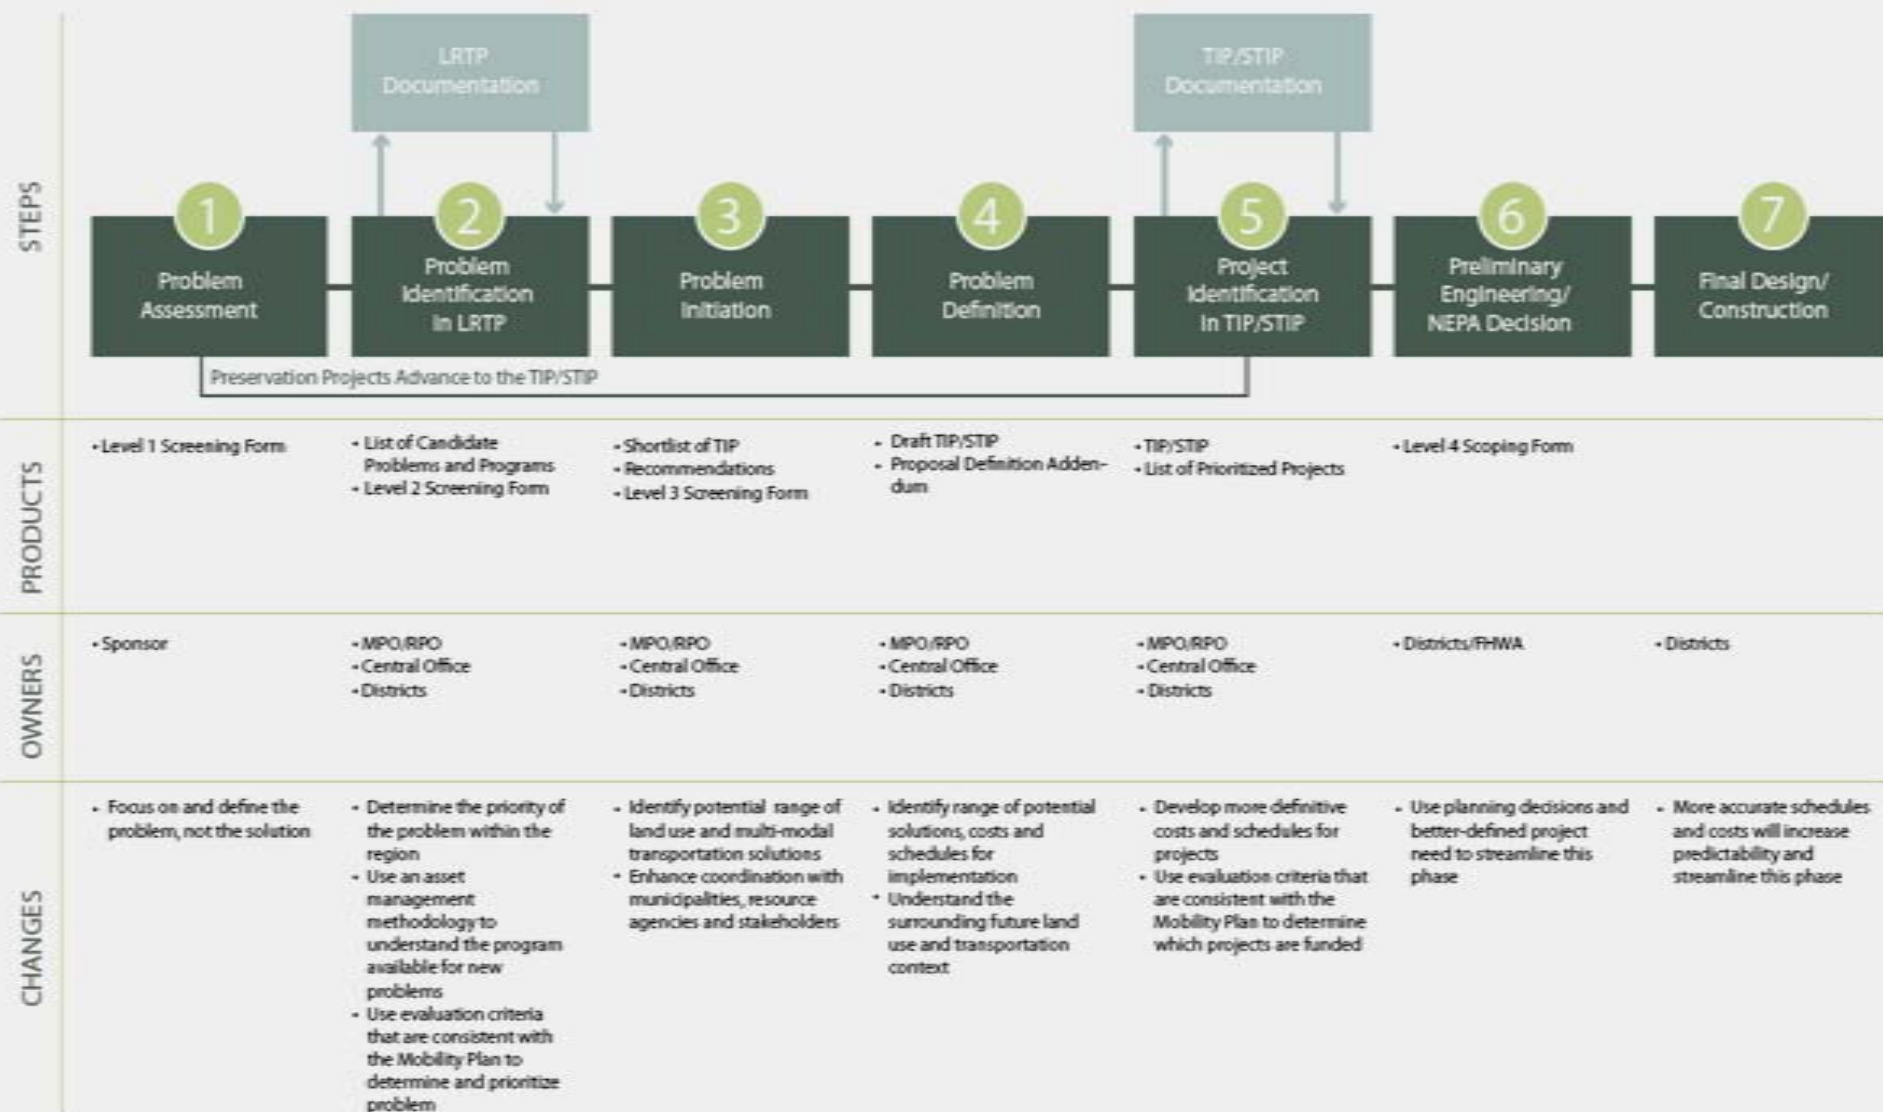 STEPS
LRTP
Documentation
TIP/STIP
Documentation
1
Problem
Assessment
2
Problem
Identification
in LRTP
3
Problem
Initiation
4
Problem
Definition
5
Project
Identification
in TIP/STIP
6
Preliminary
Engineering/
NEPA Decision
7
Final Design/
Construction
Preservation Projects Advance to the TIP/STIP
PRODUCTS
• Level 1 Screening Form
• List of Candidate
Problems and Programs
• Level 2 Screening Form
• Shortlist of TIP
• Recommendations
• Level 3 Screening Form
• Draft TIP/STIP
• Proposal Definition Adden-
dum
• TIP/STIP
• List of Prioritized Projects
• Level 4 Scoping Form
OWNERS
• Sponsor
• MPO/RPO
• Central Office
• Districts
• MPO/RPO
• Central Office
• Districts
• MPO/RPO
• Central Office
• Districts
• MPO/RPO
• Central Office
• Districts
• Districts/FHWA
• Districts
CHANGES
• Focus on and define the
problem, not the solution
• Determine the priority of
the problem within the
region
• Use an asset
management
methodology to
understand the program
available for new
problems
• Use evaluation criteria
that are consistent with
the Mobility Plan to
determine and prioritize
problem
• Identify potential range of
land use and multi-modal
transportation solutions
• Enhance coordination with
municipalities, resource
agencies and stakeholders
• Identify range of potential
solutions, costs and
schedules for
implementation
• Understand the
surrounding future land
use and transportation
context
• Develop more definitive
costs and schedules for
projects
• Use evaluation criteria that
are consistent with the
Mobility Plan to determine
which projects are funded
• Use planning decisions and
better-defined project
need to streamline this
phase
• More accurate schedules
and costs will increase
predictability and
streamline this phase